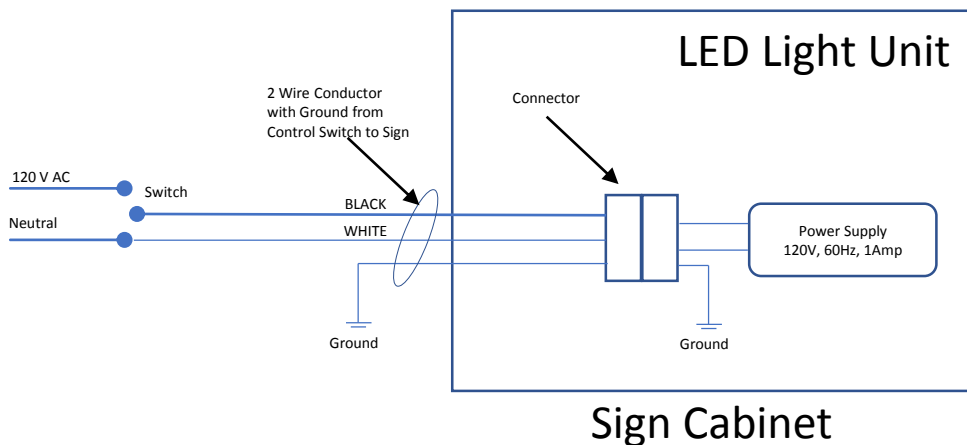 LED Light Unit
2 Wire Conductor
with Ground from
Control Switch to Sign
Connector
120 V AC
Switch
BLACK
Neutral
WHITE
Power Supply
120V, 60Hz, 1Amp
Ground
Ground
Sign Cabinet